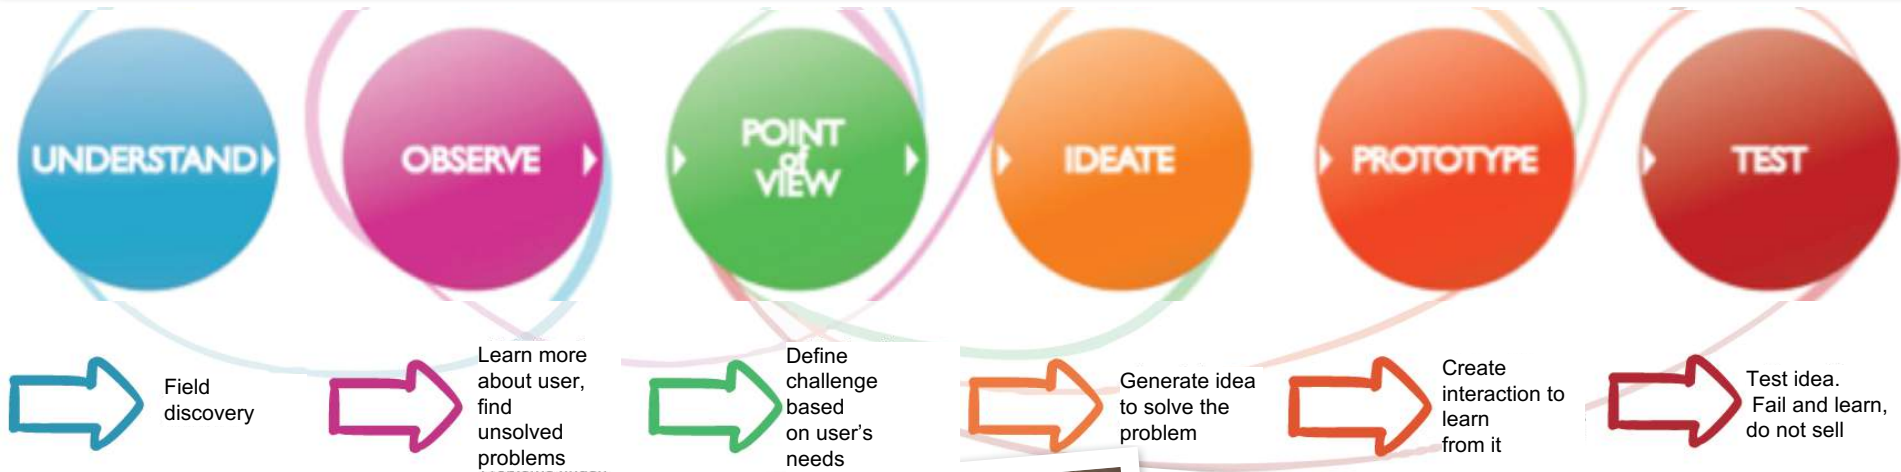 UNDERSTAND
OBSERVE
POINT
of
VIEW
IDEATE
PROTOTYPE
TEST
Field
discovery
Learn more
about user,
find
unsolved
problems
Define
challenge
based
on user's
needs
Generate idea
to solve the
problem
Create
interaction to
learn
from it
Test idea.
Fail and learn,
do not sell